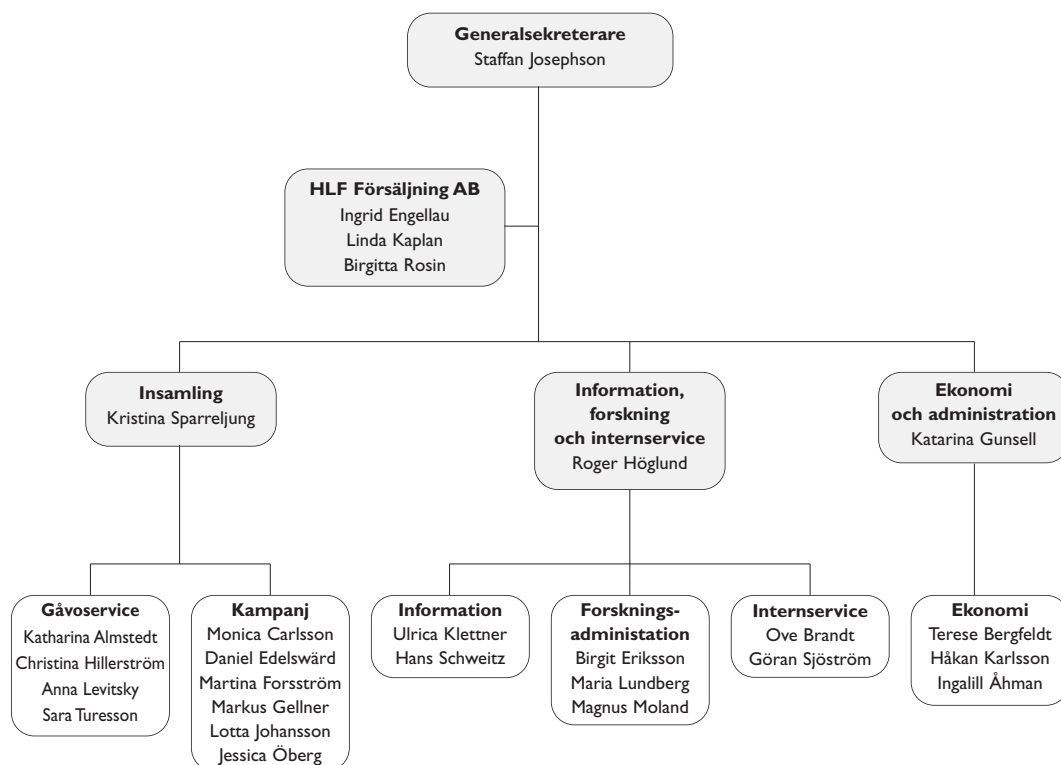 Generalsekreterare
Staffan Josephson
HLF Försäljning AB
Ingrid Engellau
Linda Kaplan
Birgitta Rosin
Insamling
Kristina Sparreljung
Information,
forskning
och internservice
Roger Höglund
Ekonomi
och administration
Katarina Gunsell
Gåvoservice
Katharina Almstedt
Christina Hillerström
Anna Levitsky
Sara Turesson
Kampanj
Monica Carlsson
Daniel Edelswärd
Martina Forsström
Markus Gellner
Lotta Johansson
Jessica Öberg
Information
Ulrica Klettner
Hans Schweitz
Forsknings-
administation
Birgit Eriksson
Maria Lundberg
Magnus Moland
Internservice
Ove Brandt
Göran Sjöström
Ekonomi
Terese Bergfeldt
Håkan Karlsson
Ingalill Åhman